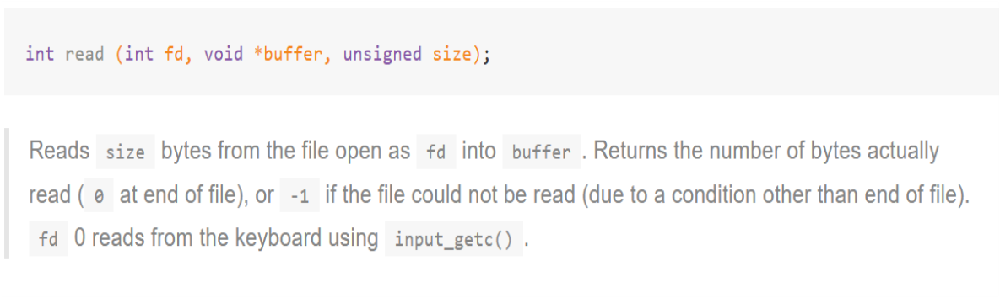 int read (int fd, void *buffer, unsigned size);
Reads size bytes from the file open as fd into buffer . Returns the number of bytes actually
read ( 0 at end of file), or -1 if the file could not be read (due to a condition other than end of file).
fd 0 reads from the keyboard using input_getc() .